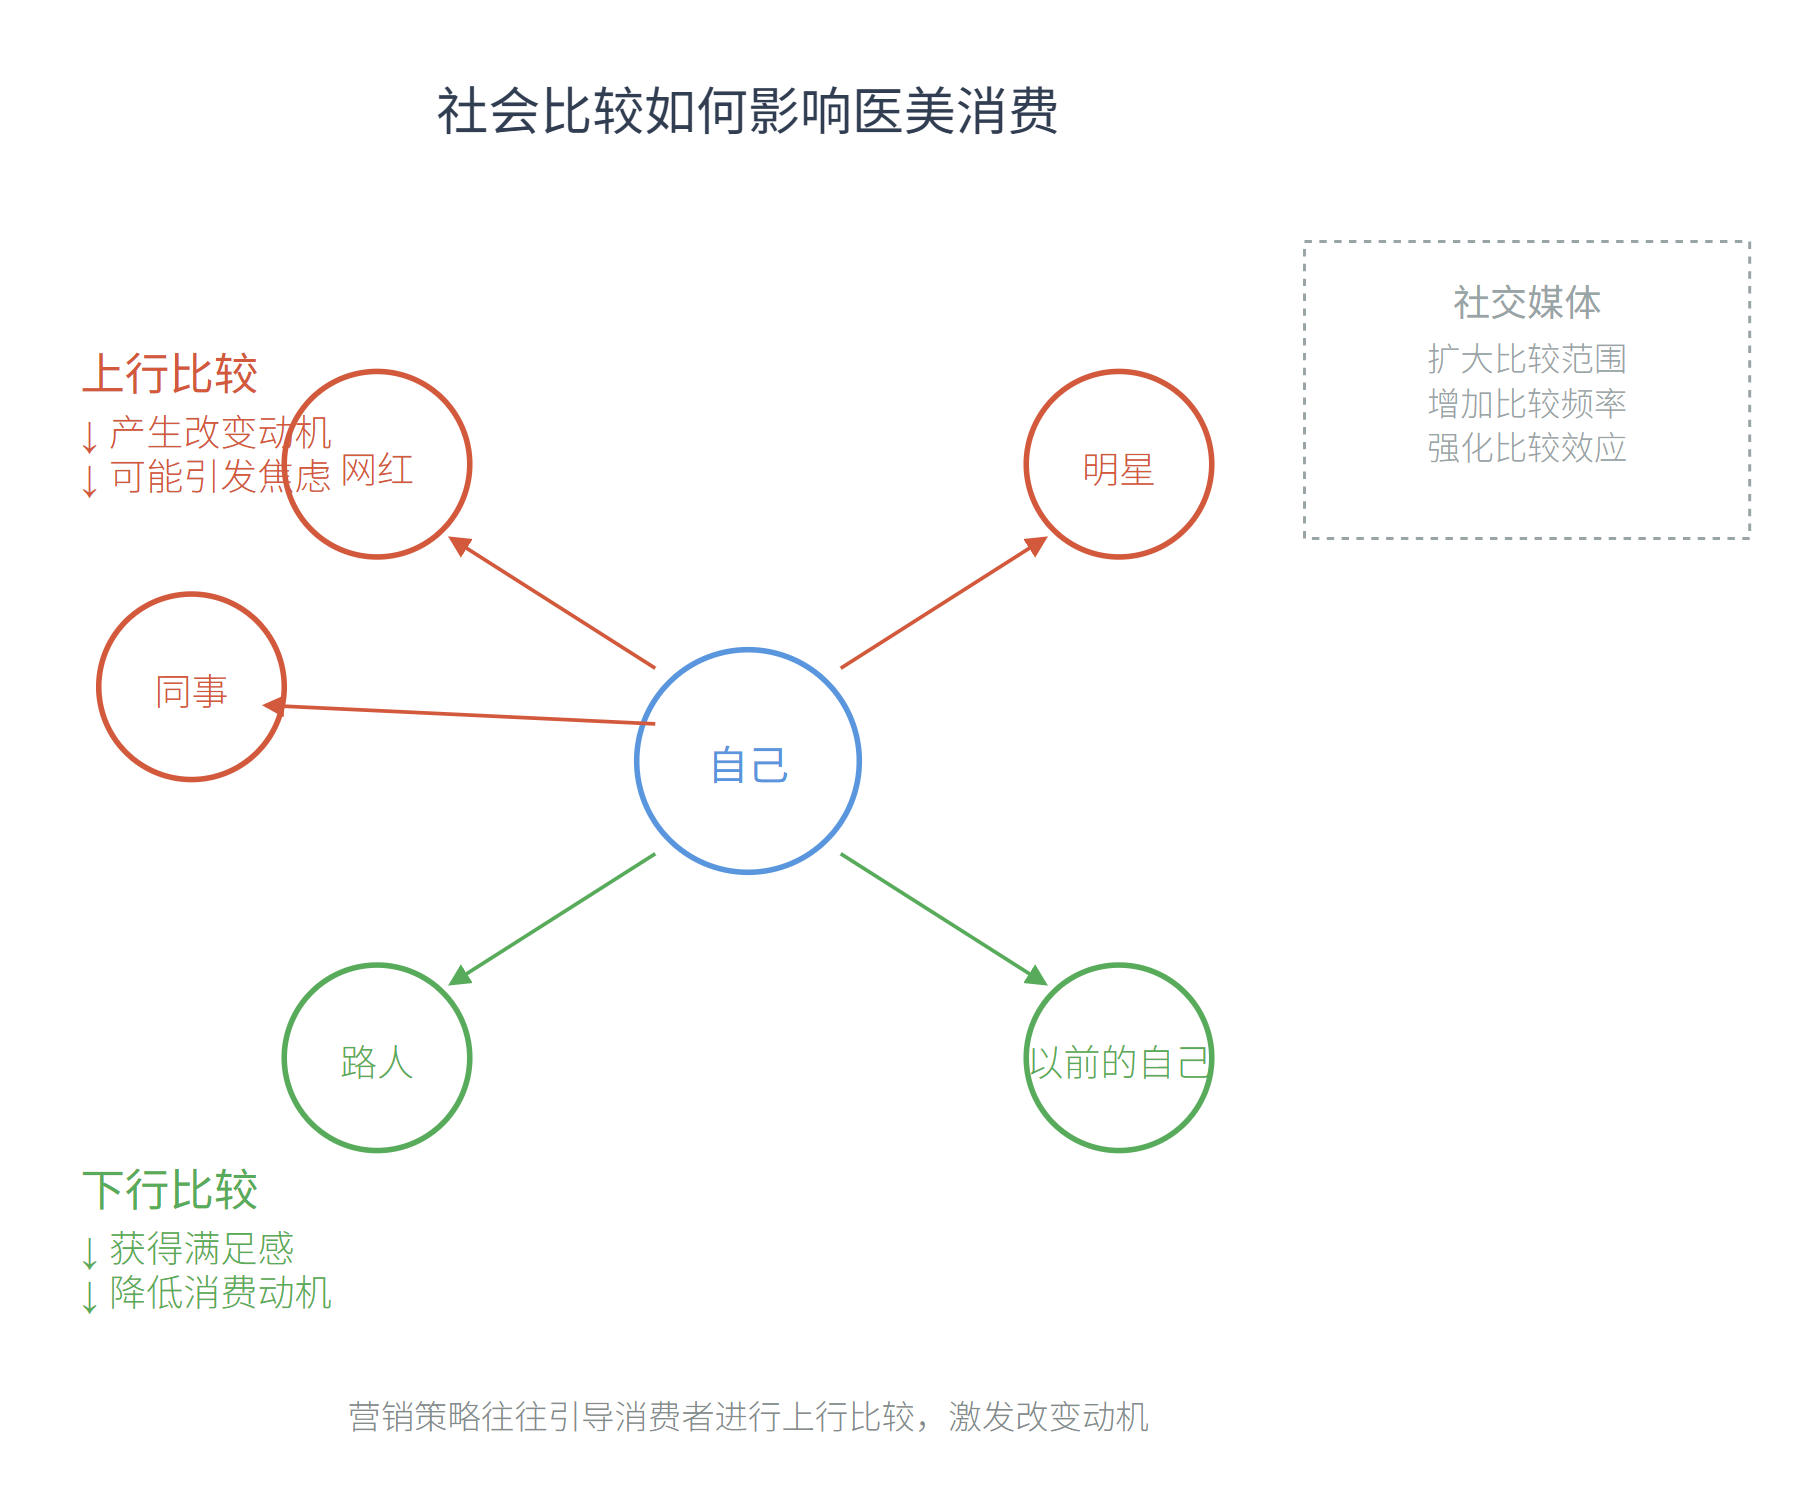 社会比较如何影响医美消费
社交媒体
扩大比较范围
增加比较频率
强化比较效应
上行比较
↓ 产生改变动机
↓ 可能引发焦虑
网红
明星
同事
自己
路人
以前的自己
下行比较
↓ 获得满足感
↓ 降低消费动机
营销策略往往引导消费者进行上行比较，激发改变动机